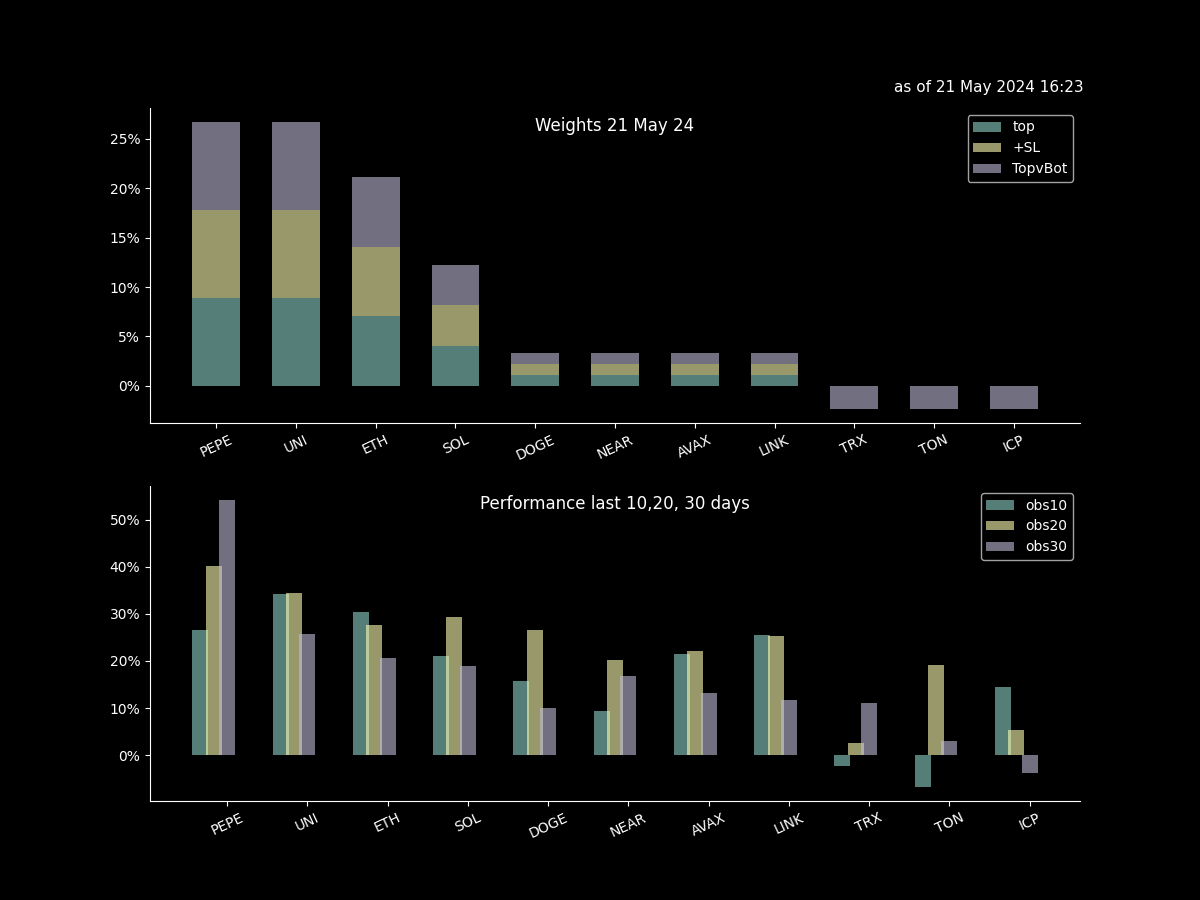 as of 21 May 2024 16:23
Weights 21 May 24
top
+SL
TopvBot
25%
20%
15%
10%
5%
0%
PEPE UNI ETH SOL DOGE NEAR AVAX LINK TRX TON ICP
Performance last 10,20, 30 days
obs10
obs20
obs30
50%
40%
30%
20%
10%
0%
PEPE UNI ETH SOL DOGE NEAR AVAX LINK TRX TON ICP